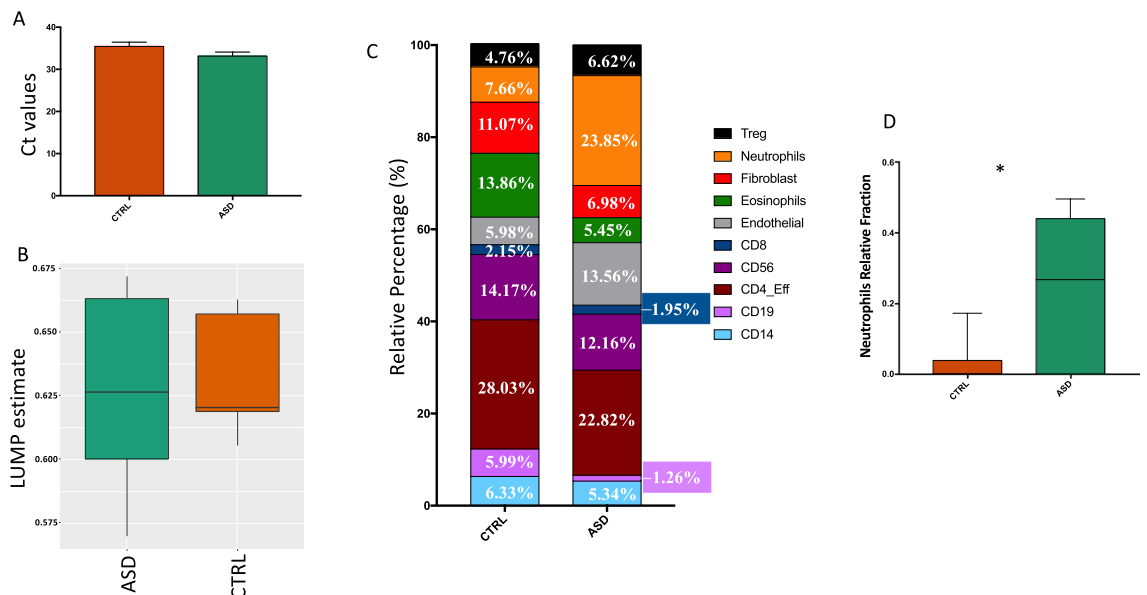 A
Ct values
40
30
20
10
0
CTRL
ASD
B
LUMP estimate
0.675
0.650
0.625
0.600
0.575
ASD
CTRL
C
Relative Percentage (%)
100
80
60
40
20
0
4.76%
7.66%
11.07%
13.86%
5.98%
2.15%
14.17%
28.03%
5.99%
6.33%
6.62%
23.85%
6.98%
5.45%
13.56%
1.95%
12.16%
22.82%
1.26%
5.34%
CTRL
ASD
Treg
Neutrophils
Fibroblast
Eosinophils
Endothelial
CD8
CD56
CD4_Eff
CD19
CD14
D
Neutrophils Relative Fraction
0.6
0.4
0.2
0.0
*
CTRL
ASD